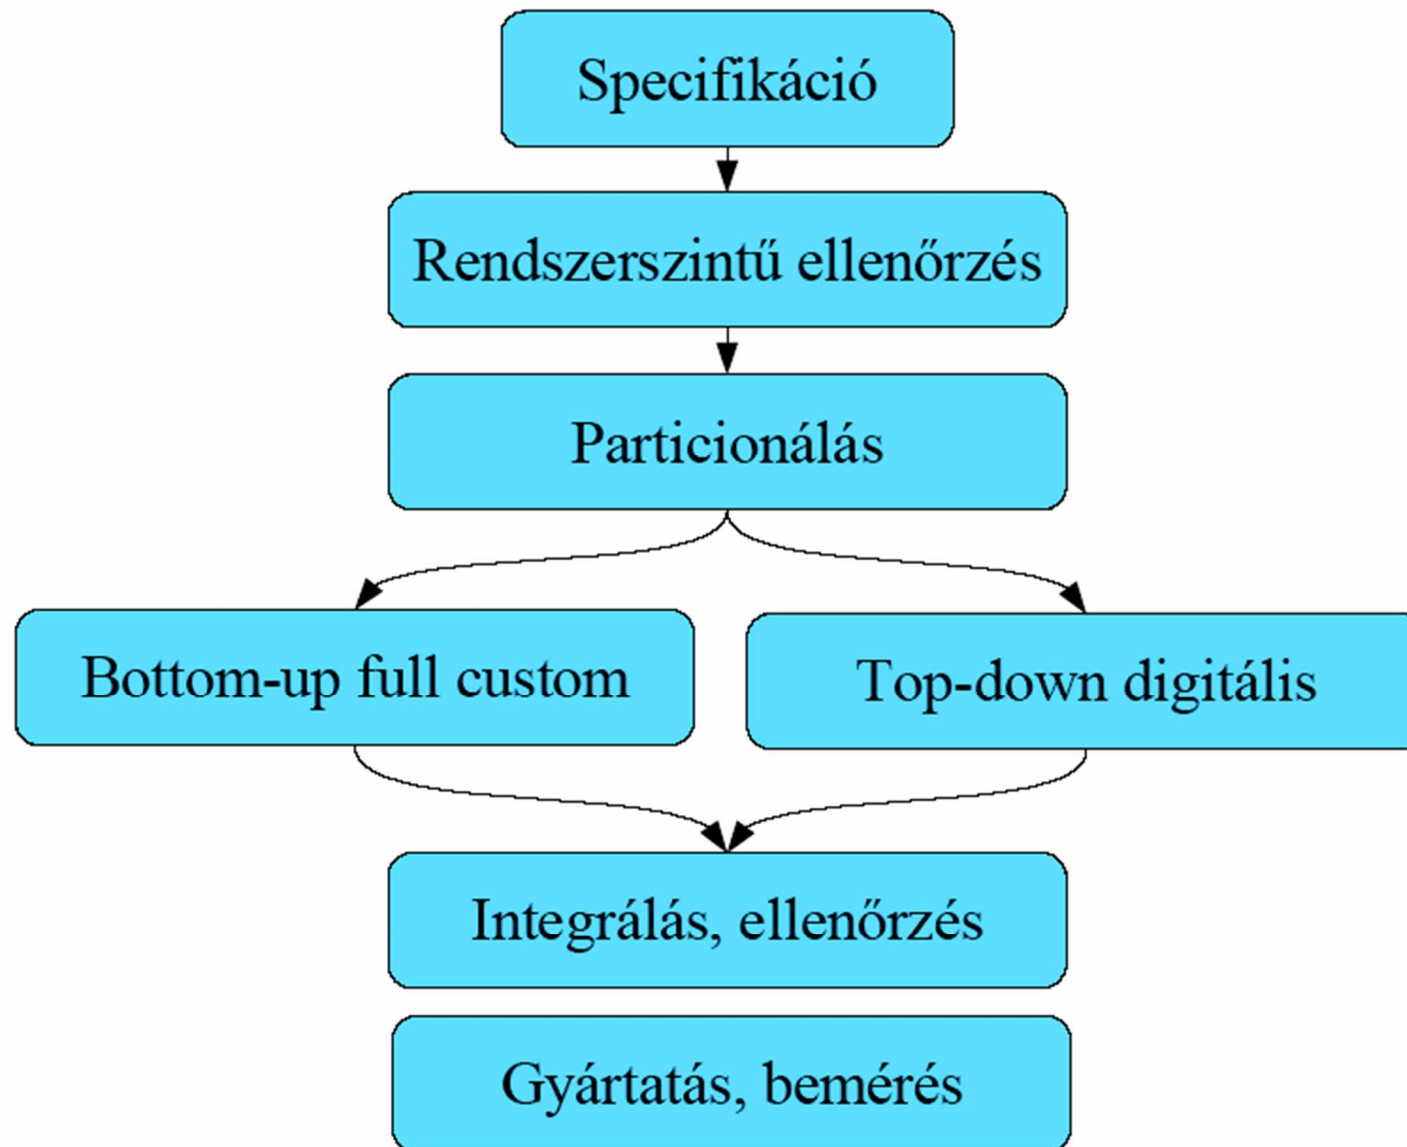 Specifikáció
Rendszerszintű ellenőrzés
Particionálás
Bottom-up full custom
Top-down digitális
Integrálás, ellenőrzés
Gyártatás, bemérés